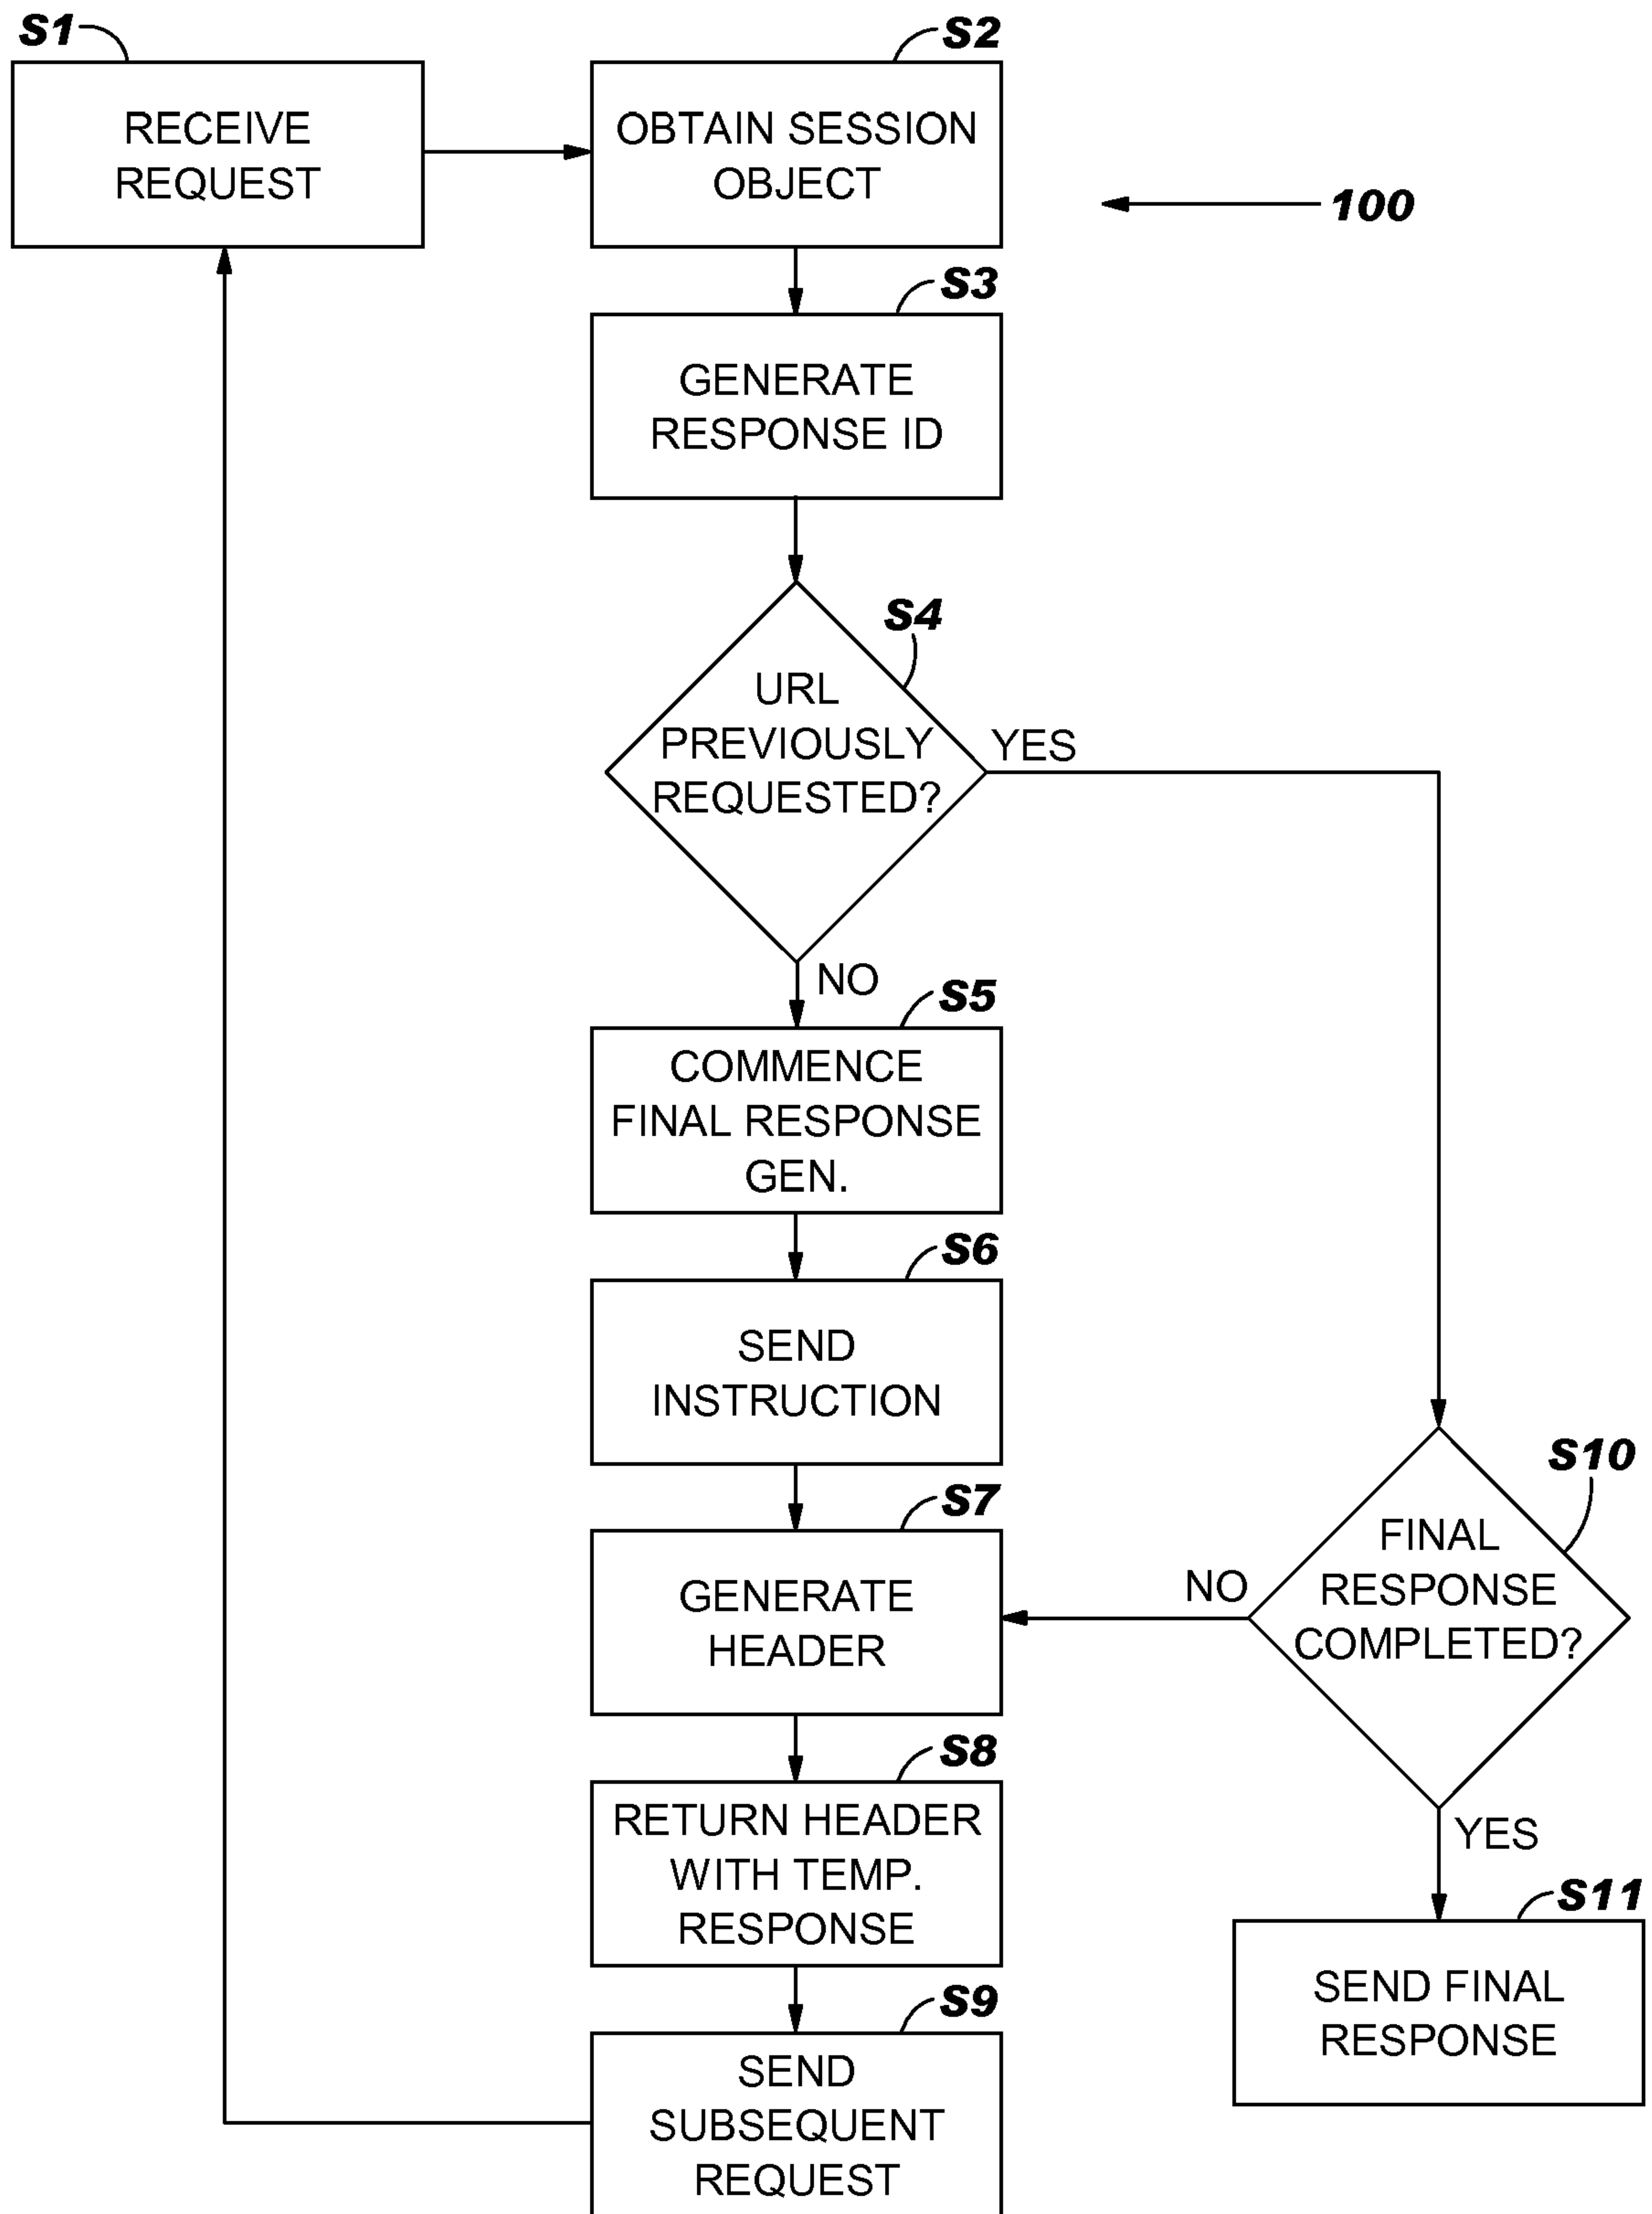 S1
RECEIVE
REQUEST
S2
OBTAIN SESSION
OBJECT
100
S3
GENERATE
RESPONSE ID
S4
URL
PREVIOUSLY
REQUESTED?
YES
NO
S5
COMMENCE
FINAL RESPONSE
GEN.
S6
SEND
INSTRUCTION
S7
GENERATE
HEADER
S10
FINAL
RESPONSE
COMPLETED?
NO
YES
S8
RETURN HEADER
WITH TEMP.
RESPONSE
S11
SEND FINAL
RESPONSE
S9
SEND
SUBSEQUENT
REQUEST